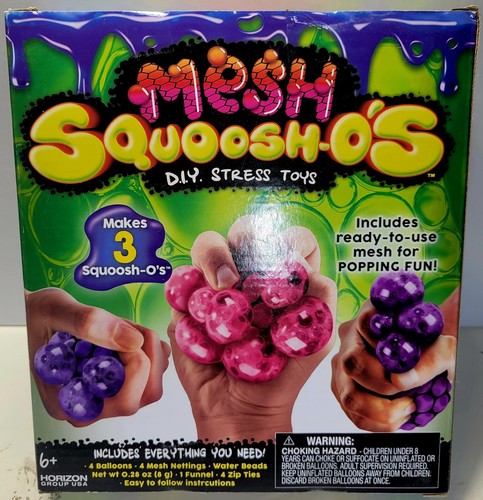 MeSH
SQUOOSH-O'S™
D.I.Y. STRESS TOYS
Makes
3
Squoosh-O's™
Includes
ready-to-use
mesh for
POPPING FUN!
6+
HORIZON
GROUP USA
INCLUDES EVERYTHING YOU NEED!
· 4 Balloons · 4 Mesh Nettings · Water Beads
Net wt 0.28 oz (8 g) · 1 Funnel · 4 Zip Ties
· Easy to follow instrcutions
WARNING:
CHOKING HAZARD - CHILDREN UNDER 8
YEARS CAN CHOKE OR SUFFOCATE ON UNINFLATED OR
BROKEN BALLOONS. ADULT SUPERVISION REQUIRED.
KEEP UNINFLATED BALLOONS AWAY FROM CHILDREN.
DISCARD BROKEN BALLOONS AT ONCE.